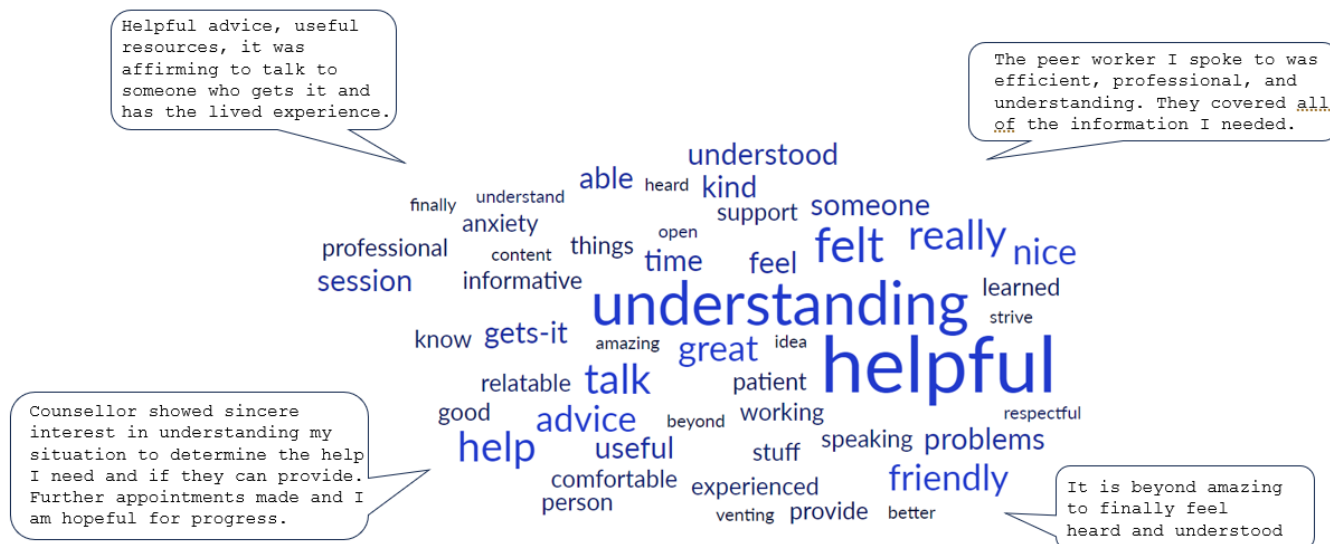 Helpful advice, useful
resources, it was
affirming to talk to
someone who gets it and
has the lived experience.
The peer worker I spoke to was
efficient, professional, and
understanding. They covered all
of the information I needed.
understood
able heard kind
finally understand support someone
anxiety open felt really nice
professional content things
session informative time feel
understanding learned
strive
know gets-it amazing great idea
helpful
relatable talk patient
good advice beyond working respectful
help useful stuff speaking problems
comfortable experienced friendly
person venting provide better
Counsellor showed sincere
interest in understanding my
situation to determine the help
I need and if they can provide.
Further appointments made and I
am hopeful for progress.
It is beyond amazing
to finally feel
heard and understood